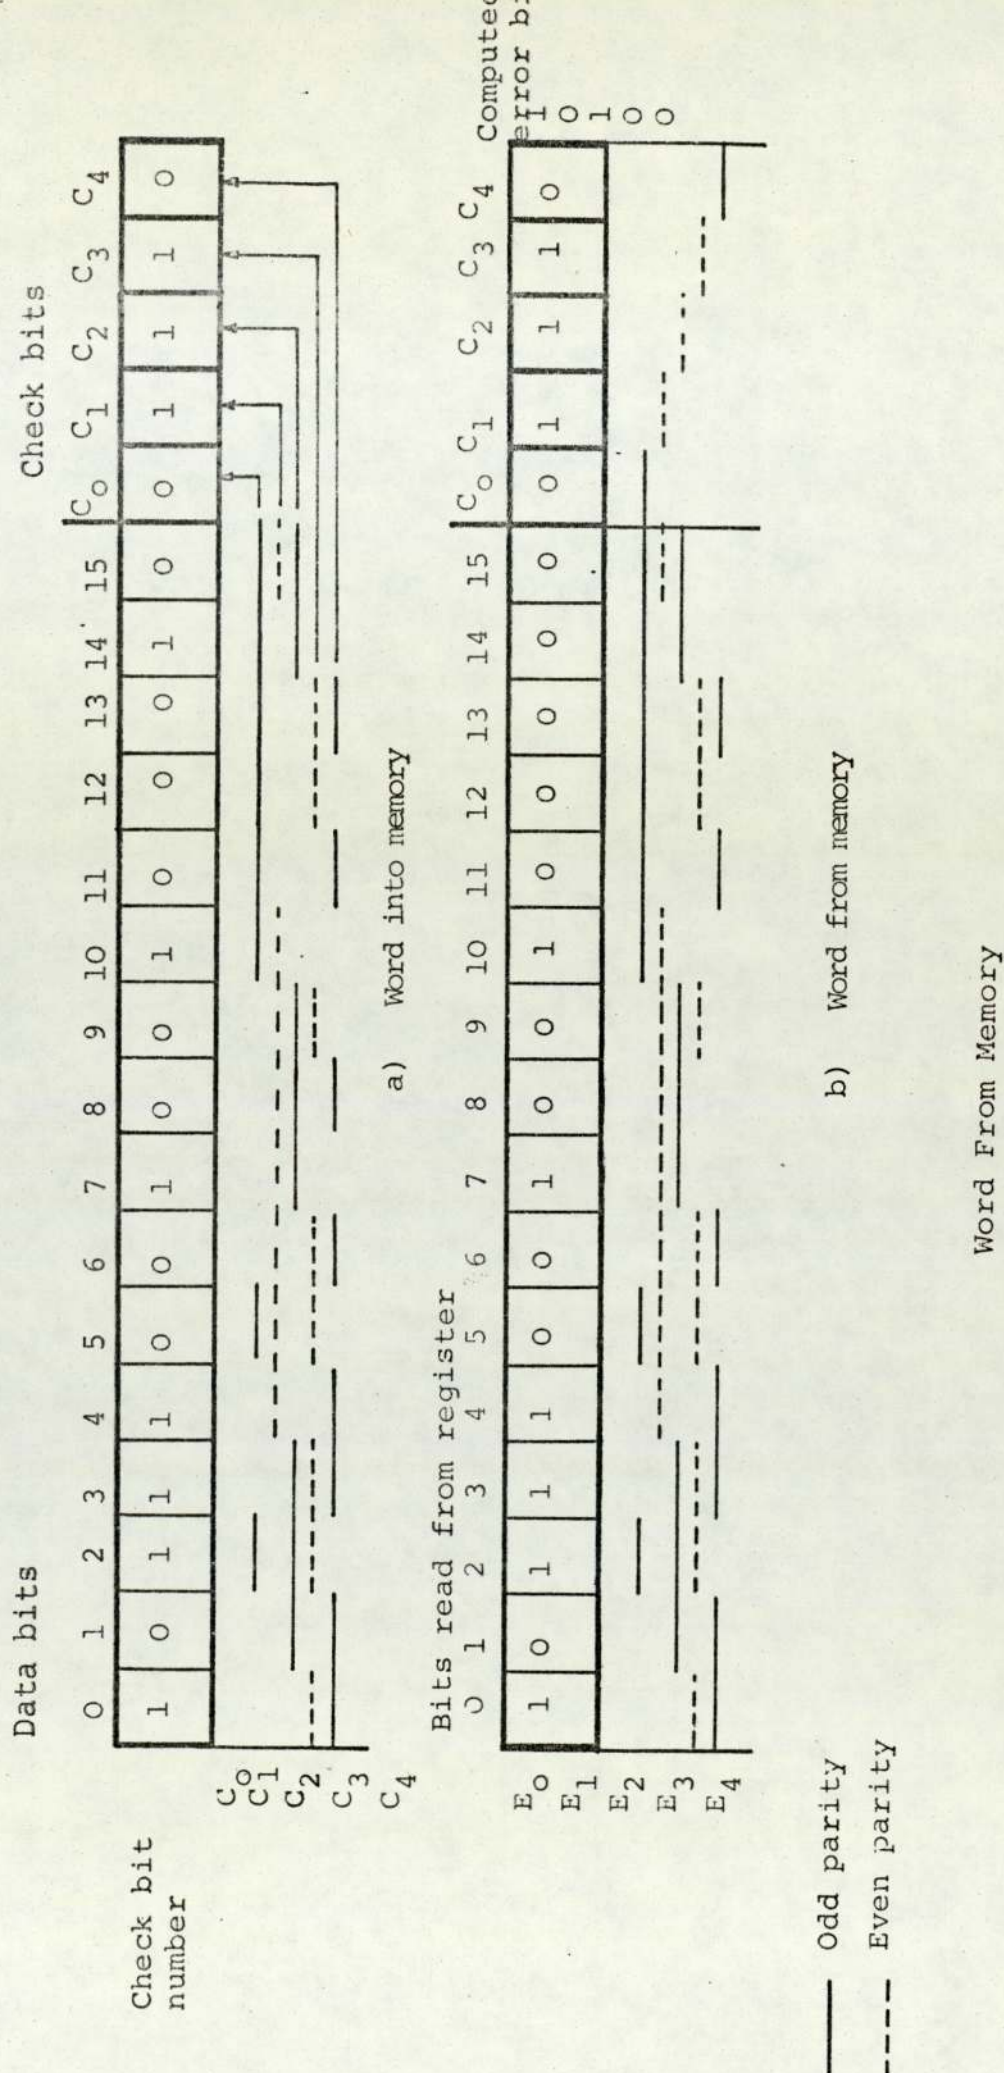 Data bits
Check bits
0 1 2 3 4 5 6 7 8 9 10 11 12 13 14 15 C0 C1 C2 C3 C4
1 0 1 1 1 0 0 1 0 0 1 0 0 0 1 0 0 1 1 1 0
Check bit
number
C0
C1
C2
C3
C4
a) Word into memory
Bits read from register
0 1 2 3 4 5 6 7 8 9 10 11 12 13 14 15 C0 C1 C2 C3 C4
1 0 1 1 1 0 0 1 0 0 1 0 0 0 0 0 0 1 1 1 0
Computed
error
E0 1
E1 0
E2 1
E3 0
E4 0
b) Word from memory
Odd parity
Even parity
Word From Memory